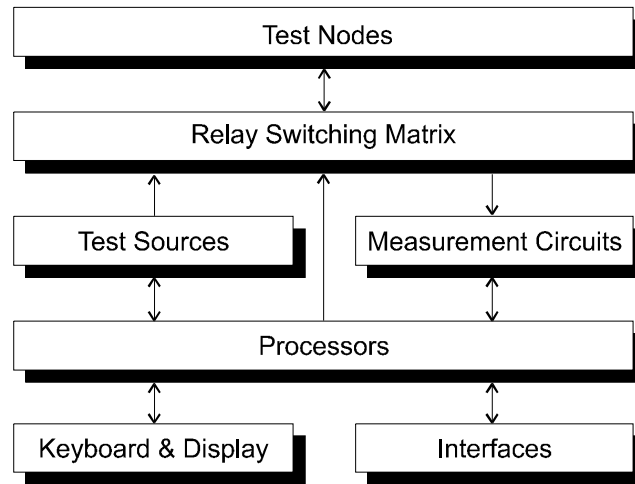 Test Nodes
Relay Switching Matrix
Test Sources
Measurement Circuits
Processors
Keyboard & Display
Interfaces